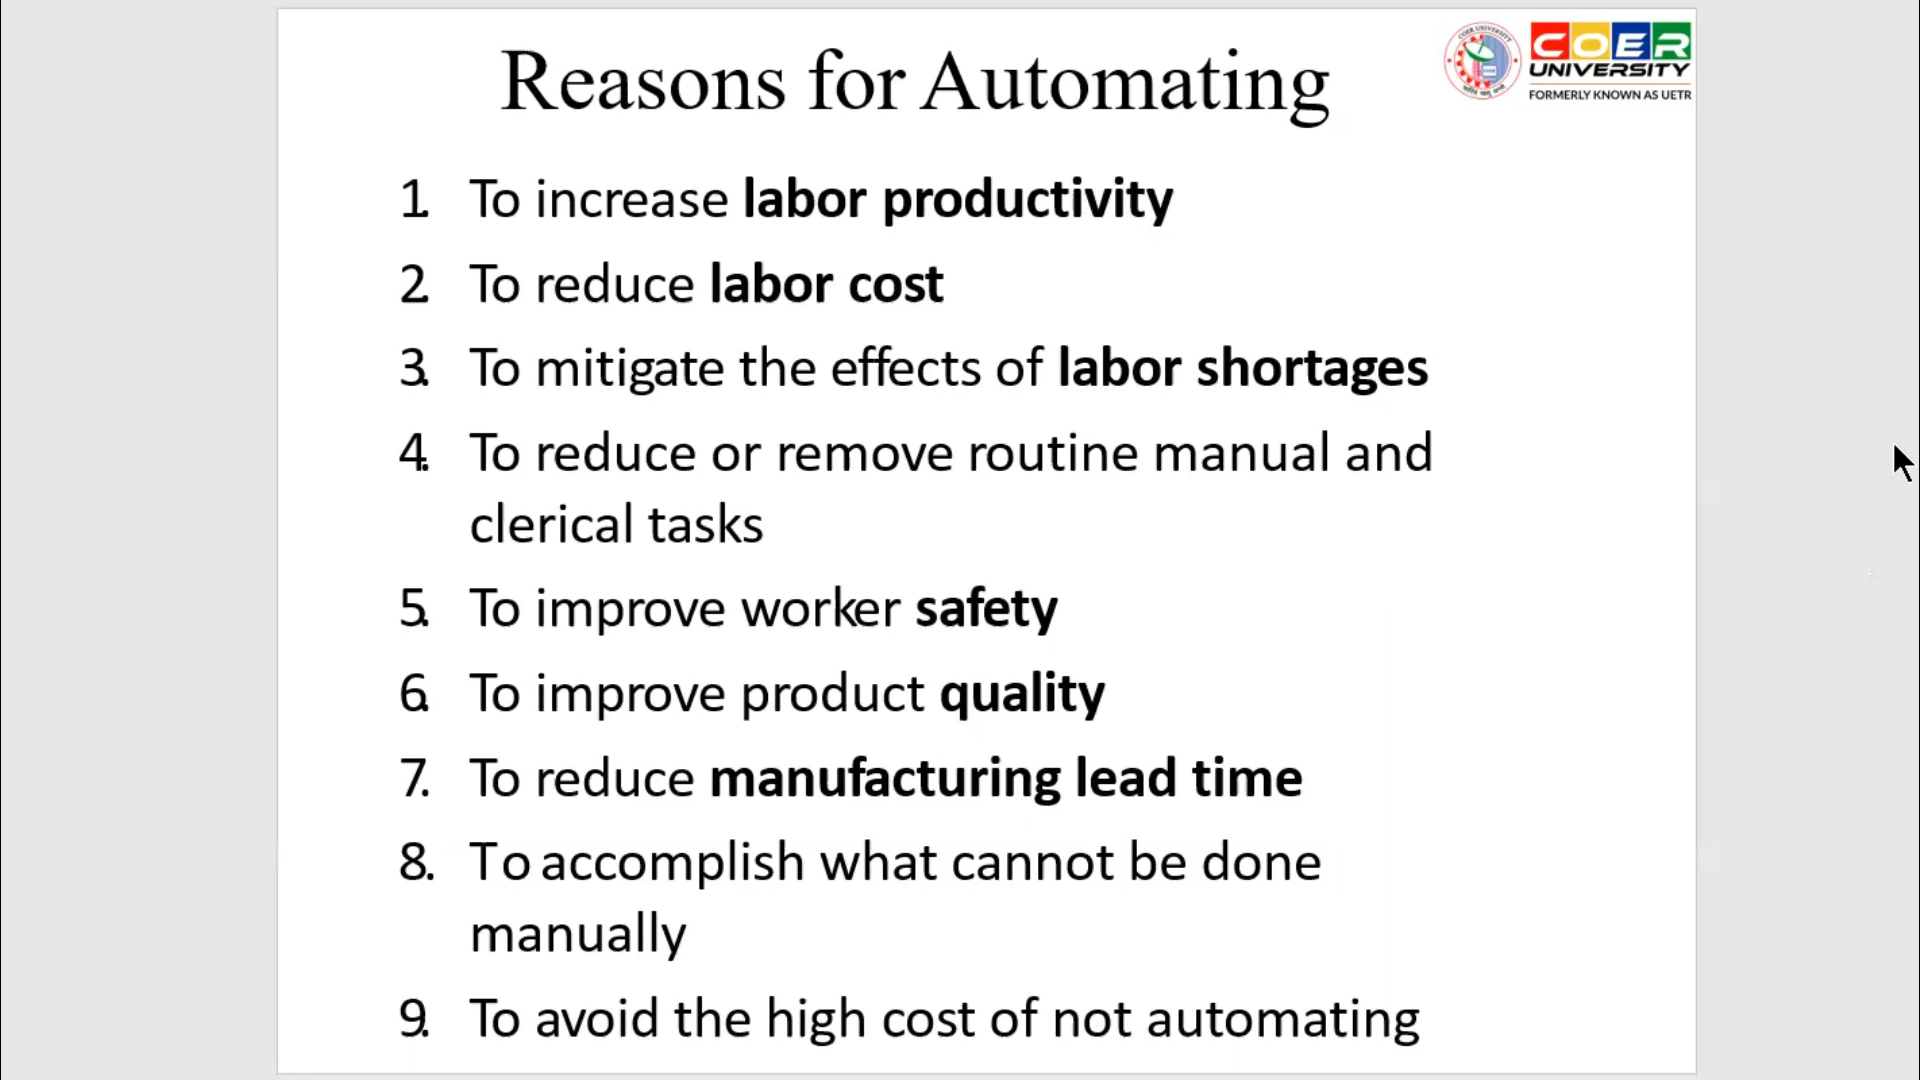 Reasons for Automating
COER
UNIVERSITY
FORMERLY KNOWN AS UETR
COER UNIVERSITY
1. To increase labor productivity
2. To reduce labor cost
3. To mitigate the effects of labor shortages
4. To reduce or remove routine manual and
clerical tasks
5. To improve worker safety
6. To improve product quality
7. To reduce manufacturing lead time
8. To accomplish what cannot be done
manually
9. To avoid the high cost of not automating